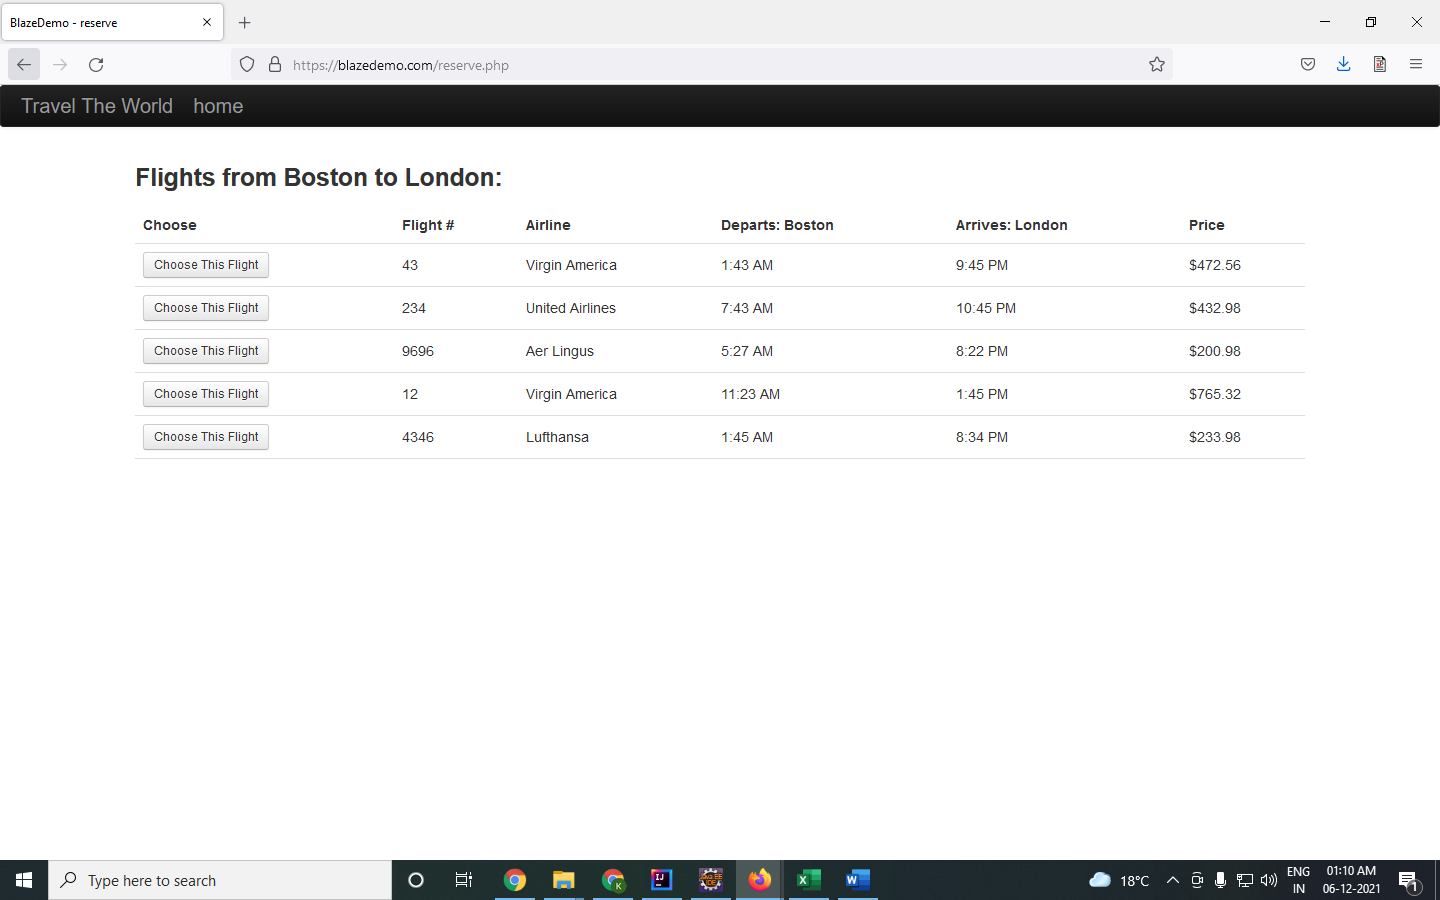 BlazeDemo - reserve
https://blazedemo.com/reserve.php
Travel The World home
Flights from Boston to London:
Choose Flight # Airline Departs: Boston Arrives: London Price
Choose This Flight 43 Virgin America 1:43 AM 9:45 PM $472.56
Choose This Flight 234 United Airlines 7:43 AM 10:45 PM $432.98
Choose This Flight 9696 Aer Lingus 5:27 AM 8:22 PM $200.98
Choose This Flight 12 Virgin America 11:23 AM 1:45 PM $765.32
Choose This Flight 4346 Lufthansa 1:45 AM 8:34 PM $233.98
Type here to search
K
IJ
X
W
18°C
ENG
IN
01:10 AM
06-12-2021
1